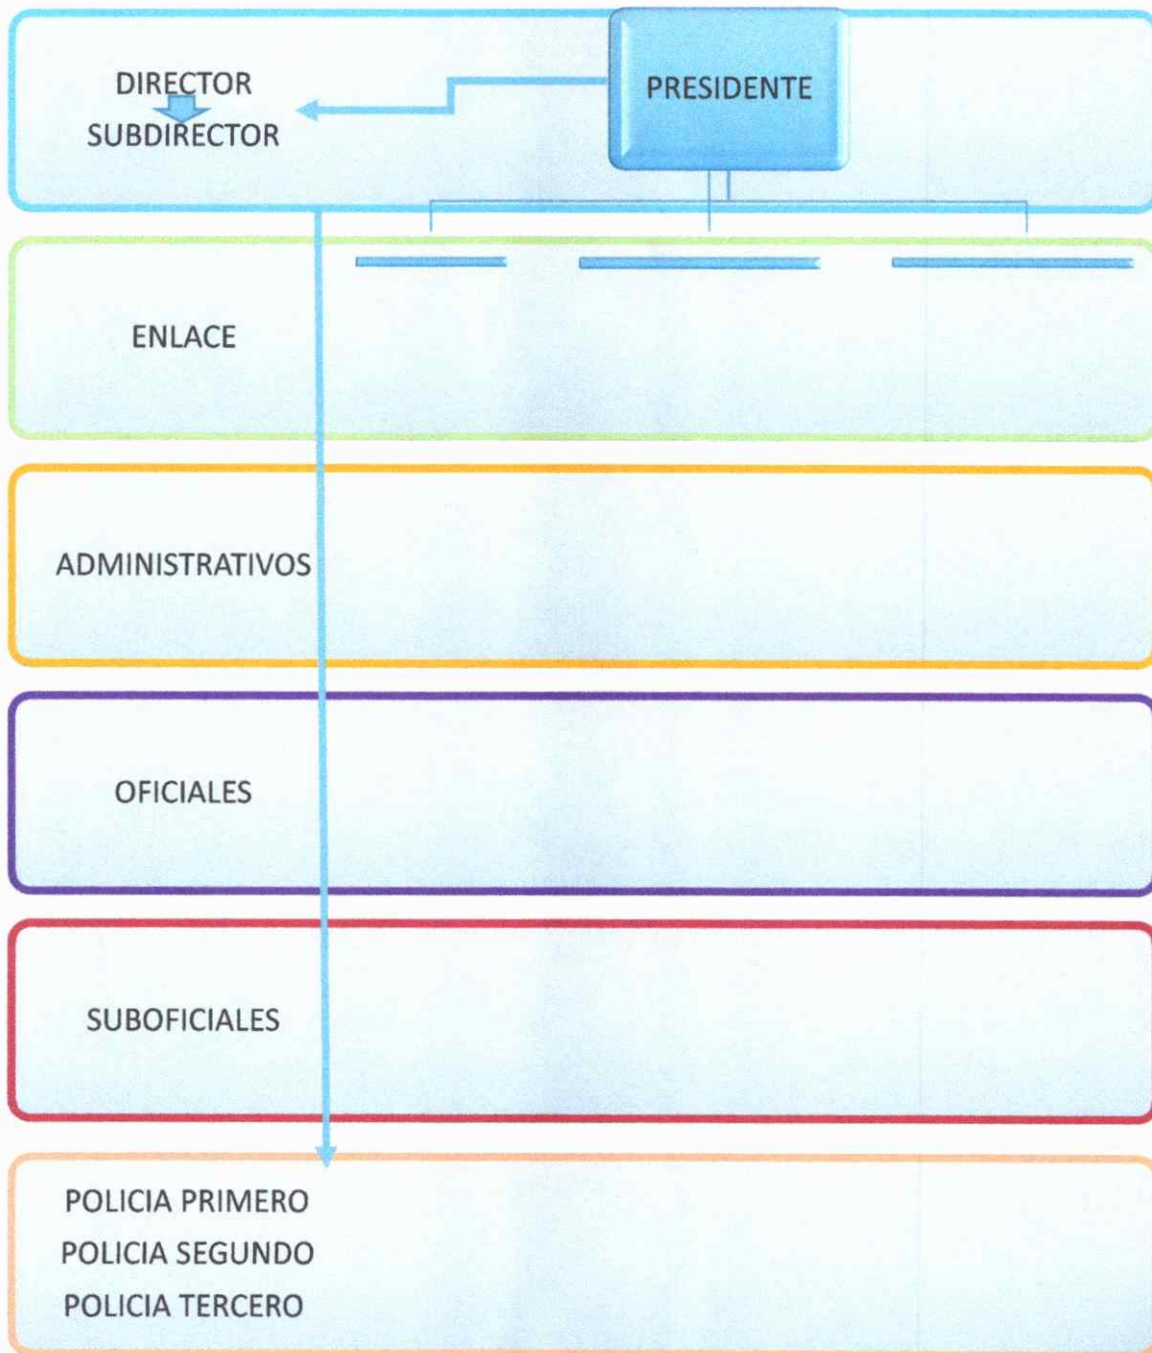 DIRECTOR
SUBDIRECTOR
PRESIDENTE
ENLACE
ADMINISTRATIVOS
OFICIALES
SUBOFICIALES
POLICIA PRIMERO
POLICIA SEGUNDO
POLICIA TERCERO